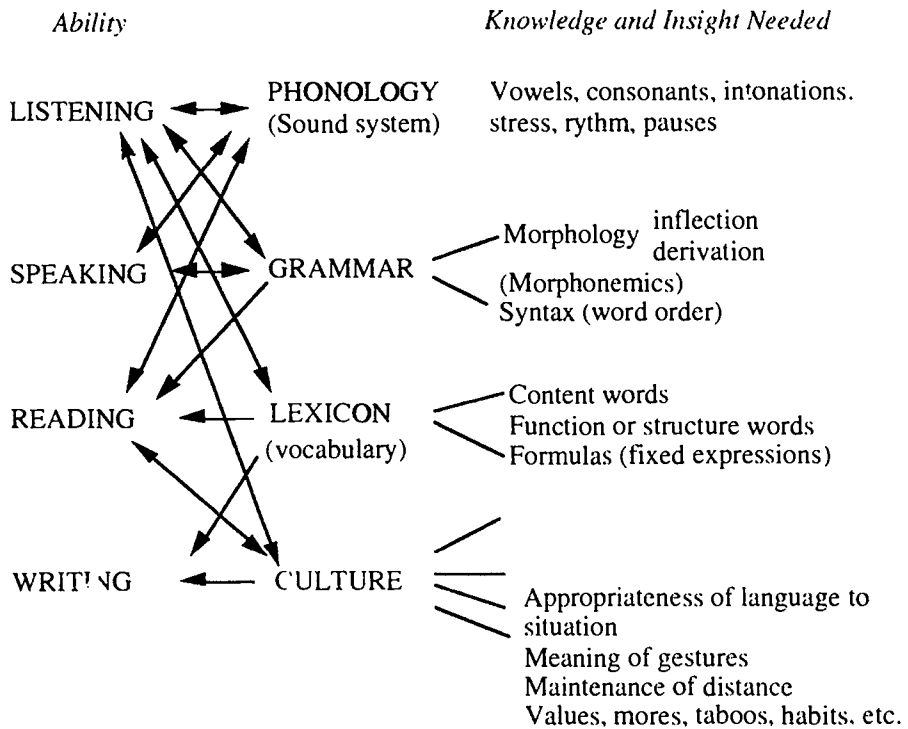 Ability
Knowledge and Insight Needed
LISTENING
PHONOLOGY
(Sound system)
Vowels, consonants, intonations.
stress, rythm, pauses
SPEAKING
GRAMMAR
Morphology
inflection
derivation
(Morphonemics)
Syntax (word order)
READING
LEXICON
(vocabulary)
Content words
Function or structure words
Formulas (fixed expressions)
WRITING
CULTURE
Appropriateness of language to
situation
Meaning of gestures
Maintenance of distance
Values, mores, taboos, habits. etc.